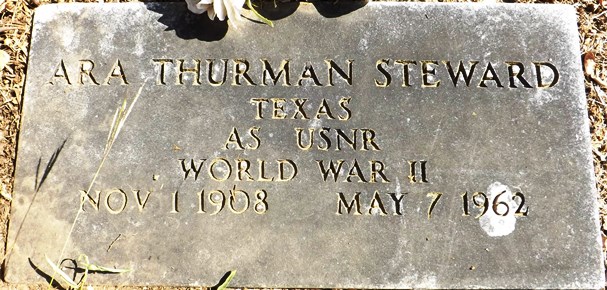 ARA THURMAN STEWARD
TEXAS
AS USNR
WORLD WAR II
NOV 1 1908 MAY 7 1962